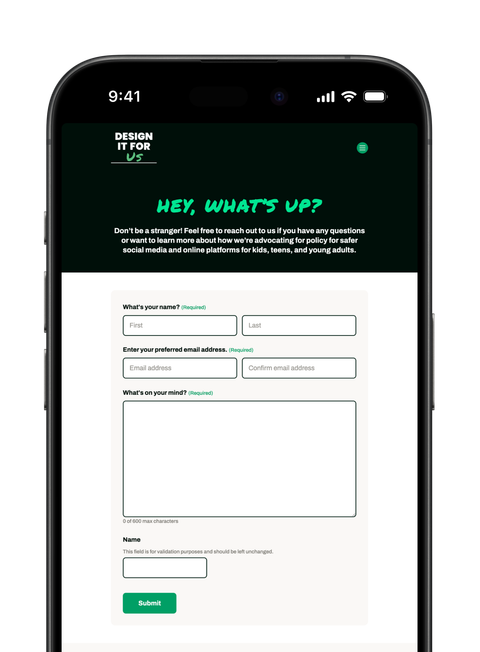 9:41
DESIGN
IT FOR
Us
HEY, WHAT'S UP?
Don't be a stranger! Feel free to reach out to us if you have any questions
or want to learn more about how we're advocating for policy for safer
social media and online platforms for kids, teens, and young adults.
What's your name? (Required)
First Last
Enter your preferred email address. (Required)
Email address Confirm email address
What's on your mind? (Required)
0 of 600 max characters
Name
This field is for validation purposes and should be left unchanged.
Submit